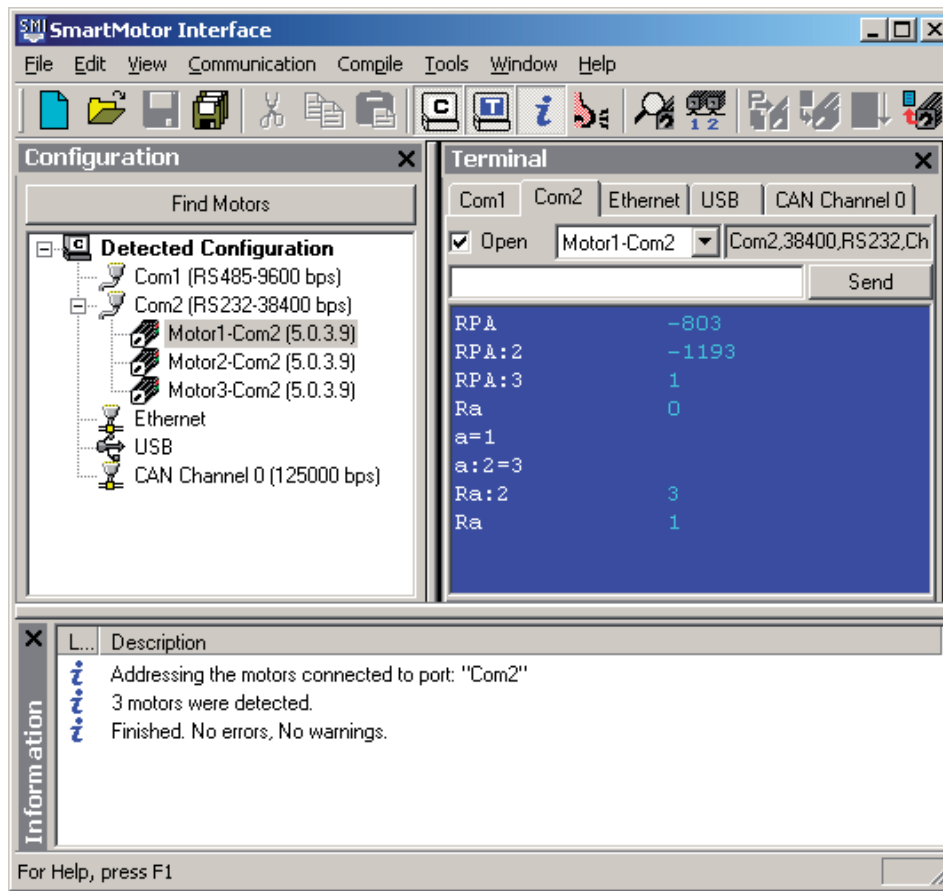 SMI SmartMotor Interface
File Edit View Communication Compile Tools Window Help
C T i 1 2
Configuration
Find Motors
C Detected Configuration
Com1 (RS485-9600 bps)
Com2 (RS232-38400 bps)
Motor1-Com2 (5.0.3.9)
Motor2-Com2 (5.0.3.9)
Motor3-Com2 (5.0.3.9)
Ethernet
USB
CAN Channel 0 (125000 bps)
Terminal
Com1 Com2 Ethernet USB CAN Channel 0
Open Motor1-Com2 Com2,38400,RS232,Ch
Send
RPA -803
RPA:2 -1193
RPA:3 1
Ra 0
a=1
a:2=3
Ra:2 3
Ra 1
Information
L... Description
i Addressing the motors connected to port: "Com2"
i 3 motors were detected.
i Finished. No errors, No warnings.
For Help, press F1